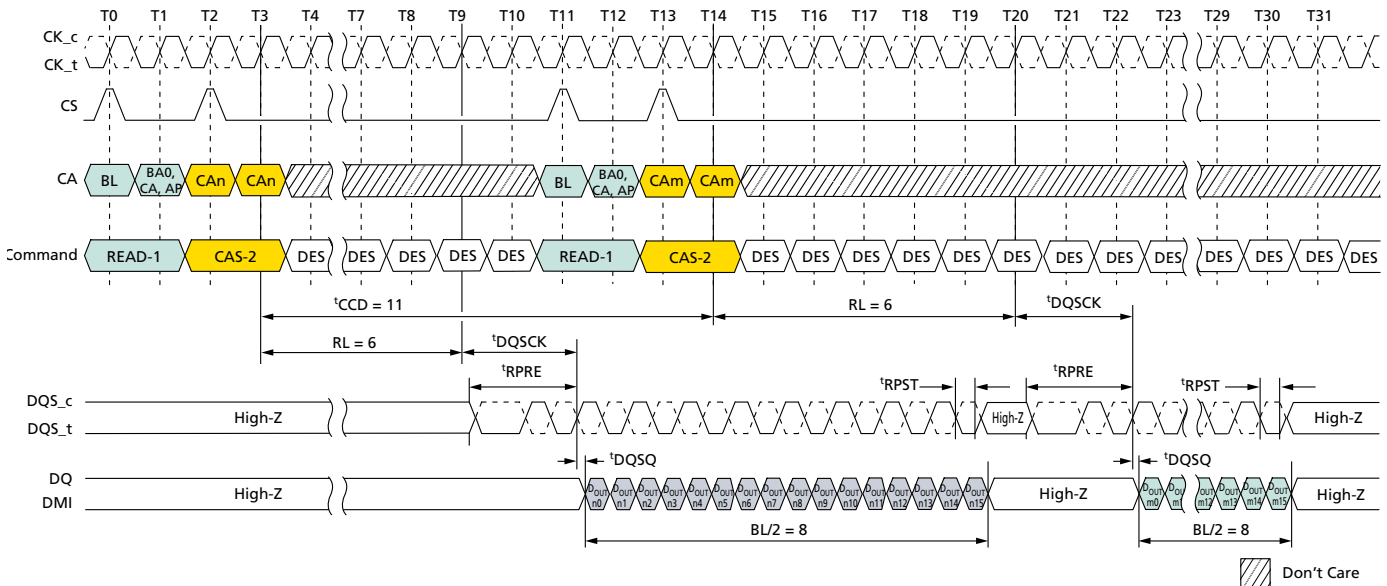 T0 T1 T2 T3 T4 T7 T8 T9 T10 T11 T12 T13 T14 T15 T16 T17 T18 T19 T20 T21 T22 T23 T29 T30 T31
CK_c
CK_t
CS
CA BL BA0, CA, AP CAn CAn BL BA0, CA, AP CAm CAm
Command READ-1 CAS-2 DES DES DES DES DES READ-1 CAS-2 DES DES DES DES DES DES DES DES DES DES DES DES DES
tCCD = 11 RL = 6 tDQSCK
RL = 6 tDQSCK
tRPRE tRPST tRPRE tRPST
DQS_c
DQS_t
High-Z High-Z High-Z
tDQSQ tDQSQ
DQ
DMI
High-Z DOUT n0 DOUT n1 DOUT n2 DOUT n3 DOUT n4 DOUT n5 DOUT n6 DOUT n7 DOUT n8 DOUT n9 DOUT n10 DOUT n11 DOUT n12 DOUT n13 DOUT n14 DOUT n15 High-Z DOUT m0 DOUT m1 DOUT m12 DOUT m13 DOUT m14 DOUT m15 High-Z
BL/2 = 8 BL/2 = 8
Don't Care